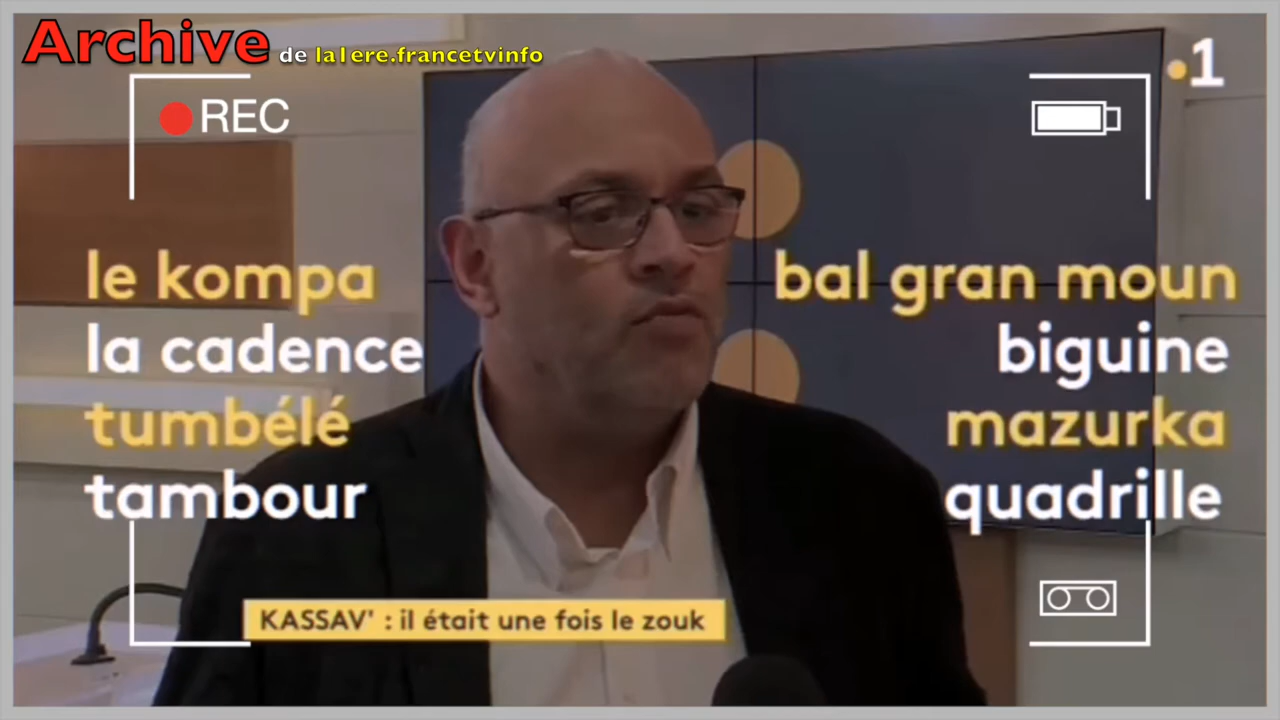 Archive de la1ere.francetvinfo
REC
1
le kompa
la cadence
tumbélé
tambour
bal gran moun
biguine
mazurka
quadrille
KASSAV' : il était une fois le zouk